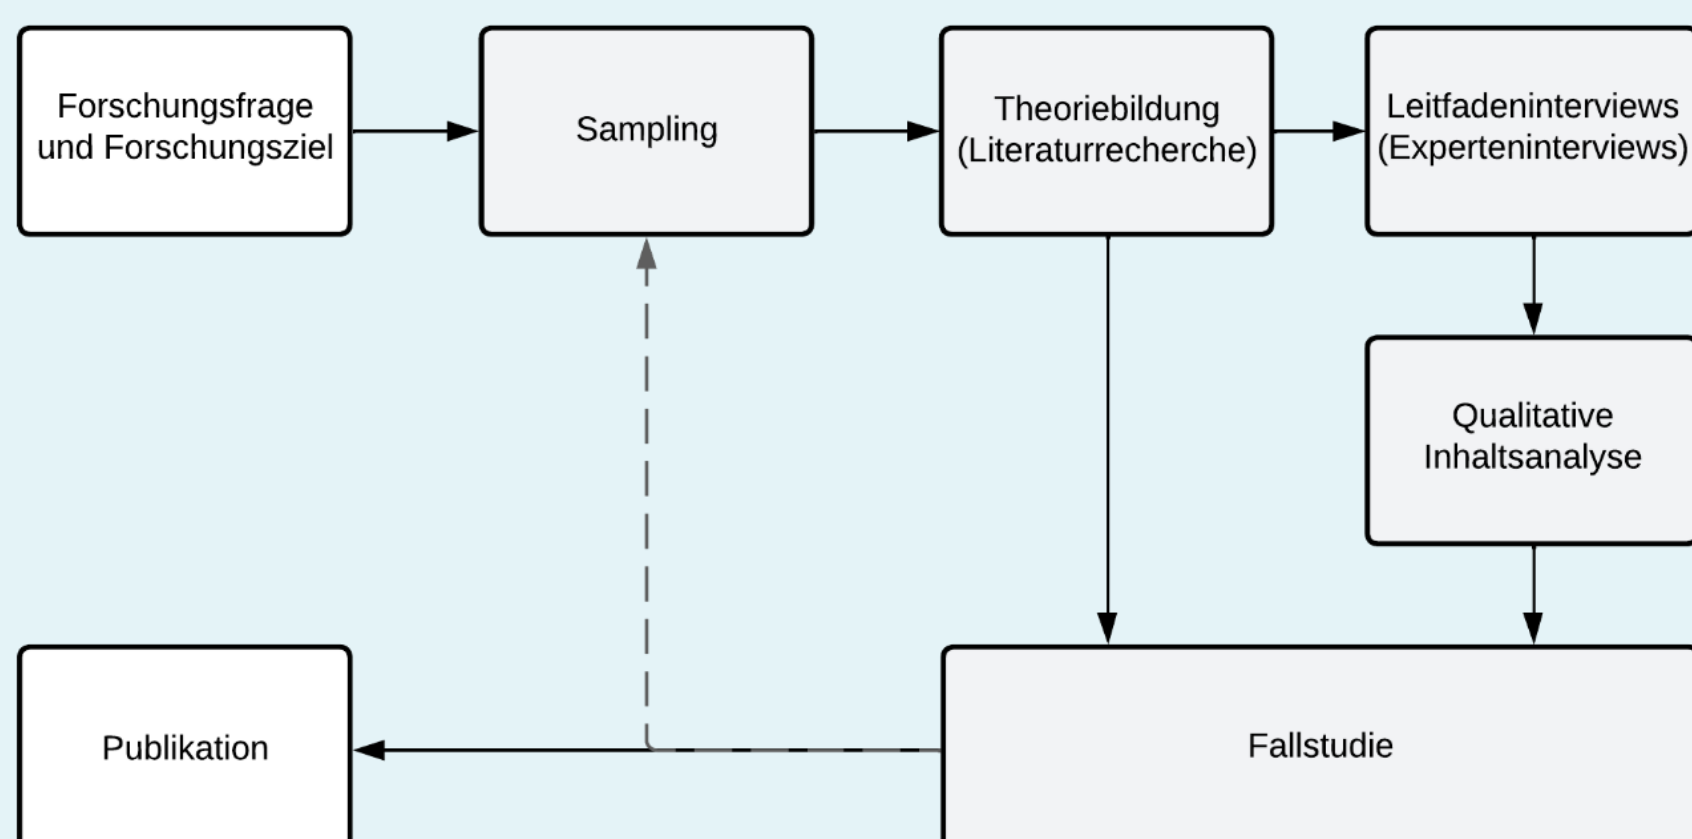 Forschungsfrage
und Forschungsziel
Sampling
Theoriebildung
(Literaturrecherche)
Leitfadeninterviews
(Experteninterviews)
Qualitative
Inhaltsanalyse
Publikation
Fallstudie